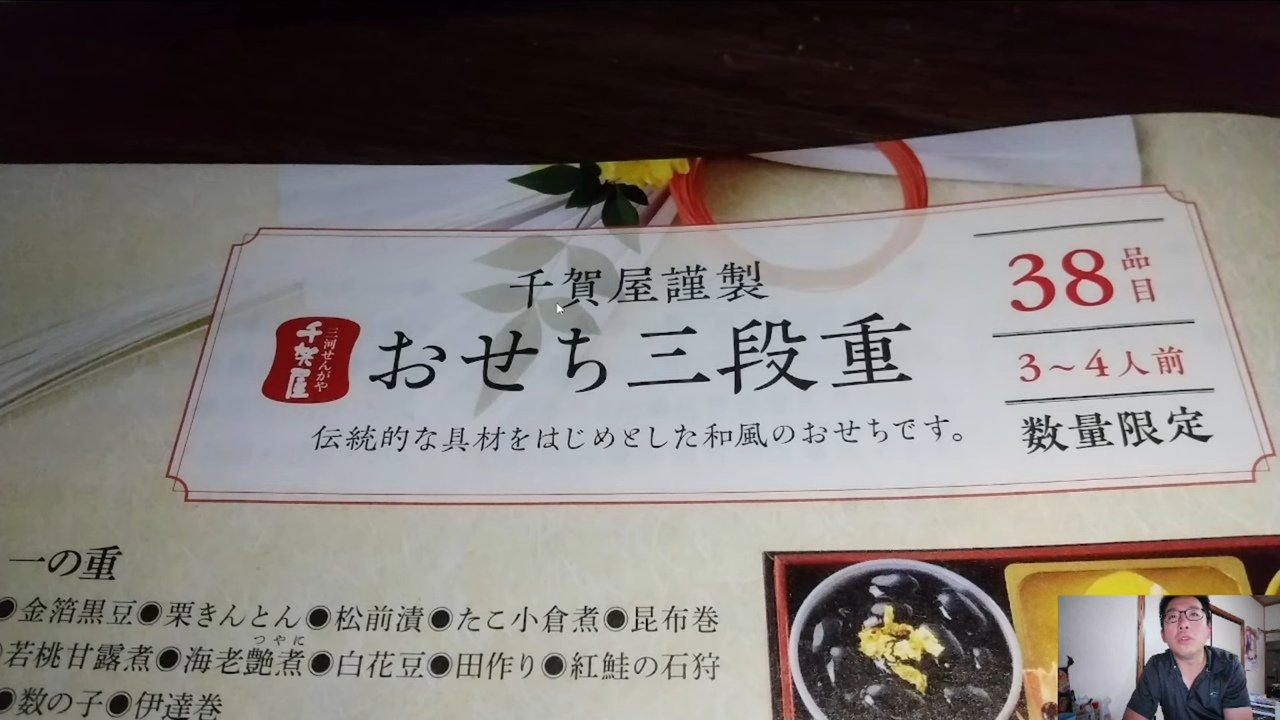 千賀屋謹製
三河せんがや
千賀屋
おせち三段重
伝統的な具材をはじめとした和風のおせちです。
38品目
3～4人前
数量限定
一の重
●金箔黒豆●栗きんとん●松前漬●たこ小倉煮●昆布巻
若桃甘露煮●海老艶煮●白花豆●田作り●紅鮭の石狩
つやに
●数の子●伊達巻